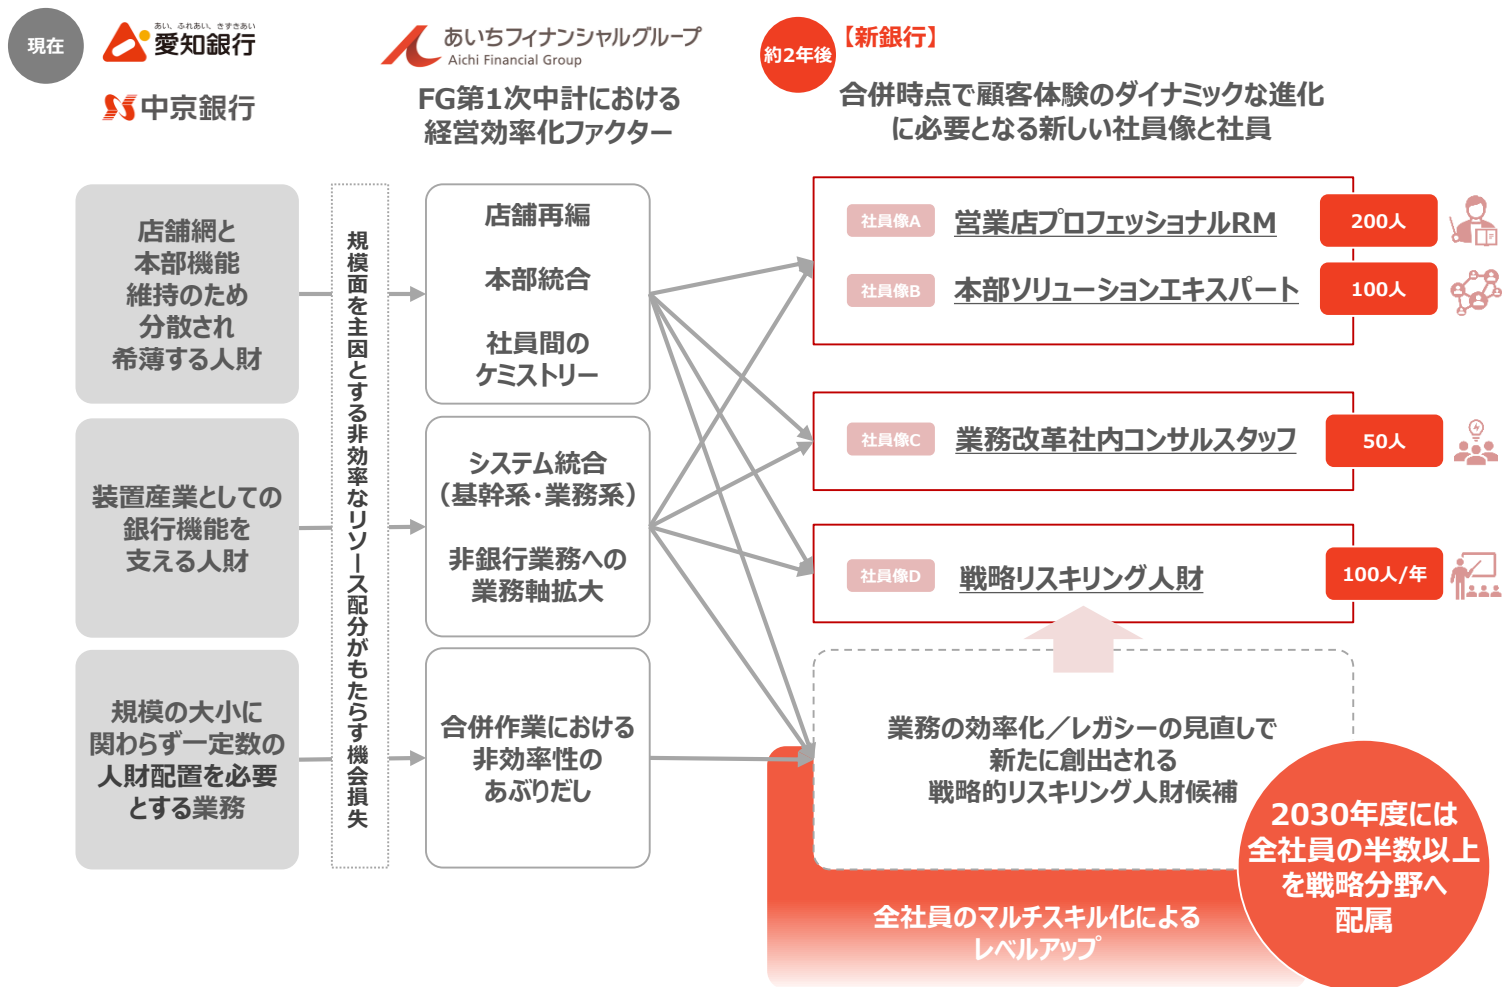 現在
あい、ふれあい、きずきあい
愛知銀行
中京銀行
あいちフィナンシャルグループ
Aichi Financial Group
FG第1次中計における
経営効率化ファクター
約2年後
【新銀行】
合併時点で顧客体験のダイナミックな進化
に必要となる新しい社員像と社員
店舗網と
本部機能
維持のため
分散され
希薄する人財
装置産業としての
銀行機能を
支える人財
規模の大小に
関わらず一定数の
人財配置を必要
とする業務
規模面を主因とする非効率なリソース配分がもたらす機会損失
店舗再編
本部統合
社員間の
ケミストリー
システム統合
（基幹系・業務系）
非銀行業務への
業務軸拡大
合併作業における
非効率性の
あぶりだし
社員像A
営業店プロフェッショナルRM
200人
社員像B
本部ソリューションエキスパート
100人
社員像C
業務改革社内コンサルスタッフ
50人
社員像D
戦略リスキリング人財
100人/年
業務の効率化／レガシーの見直しで
新たに創出される
戦略的リスキリング人財候補
2030年度には
全社員の半数以上
を戦略分野へ
配属
全社員のマルチスキル化による
レベルアップ